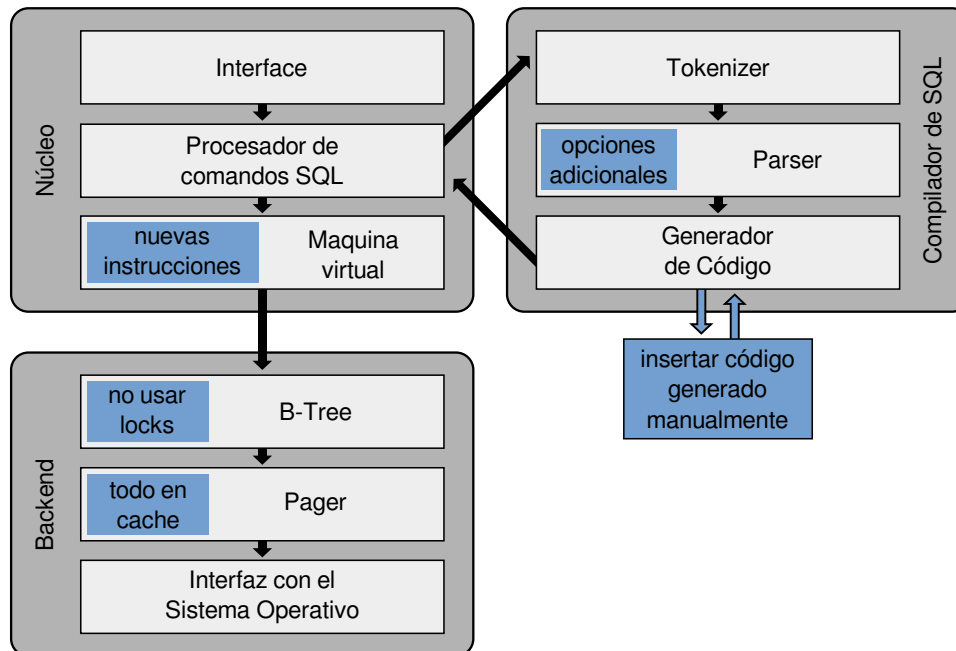 Núcleo
Interface
Procesador de
comandos SQL
nuevas
instrucciones
Maquina
virtual
Compilador de SQL
Tokenizer
opciones
adicionales
Parser
Generador
de Código
insertar código
generado
manualmente
Backend
no usar
locks
B-Tree
todo en
cache
Pager
Interfaz con el
Sistema Operativo